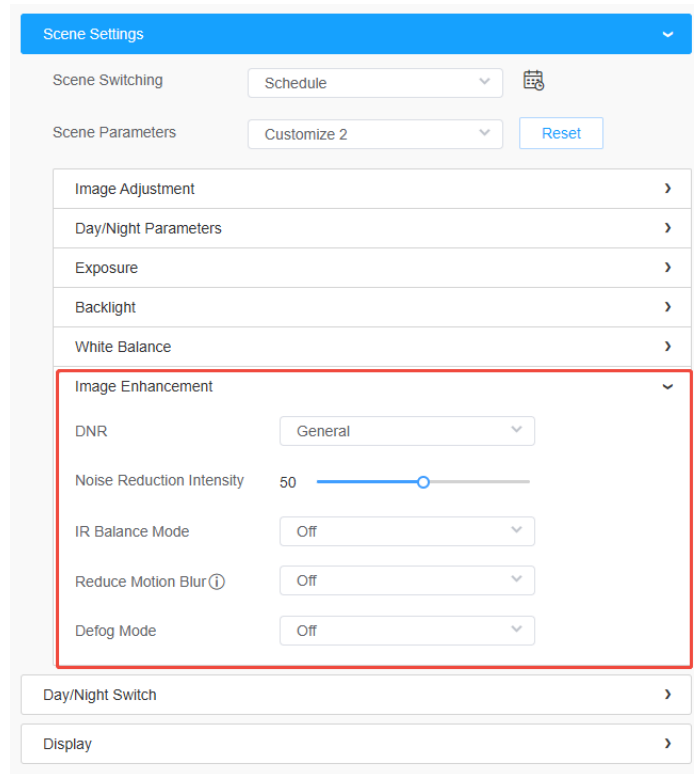 Scene Settings
Scene Switching Schedule
Scene Parameters Customize 2 Reset
Image Adjustment
Day/Night Parameters
Exposure
Backlight
White Balance
Image Enhancement
DNR General
Noise Reduction Intensity 50
IR Balance Mode Off
Reduce Motion Blur Off
Defog Mode Off
Day/Night Switch
Display